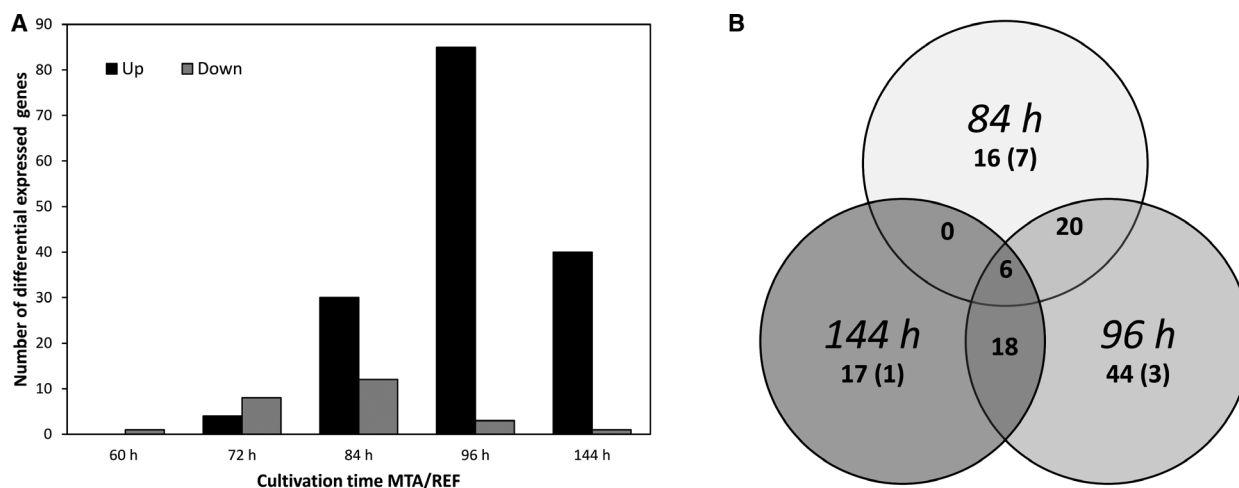 A
Number of differential expressed genes
90
80
70
60
50
40
30
20
10
0
Up Down
60 h 72 h 84 h 96 h 144 h
Cultivation time MTA/REF
B
84 h
16 (7)
0
20
6
144 h
17 (1)
18
96 h
44 (3)